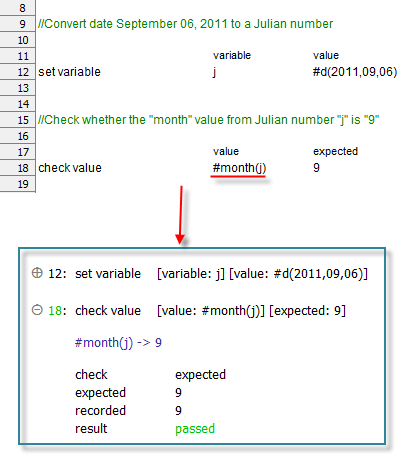 8
9 //Convert date September 06, 2011 to a Julian number
10
11 variable value
12 set variable j #d(2011,09,06)
13
14
15 //Check whether the "month" value from Julian number "j" is "9"
16
17 value expected
18 check value #month(j) 9
19
12: set variable [variable: j] [value: #d(2011,09,06)]
18: check value [value: #month(j)] [expected: 9]
#month(j) -> 9
check expected
expected 9
recorded 9
result passed